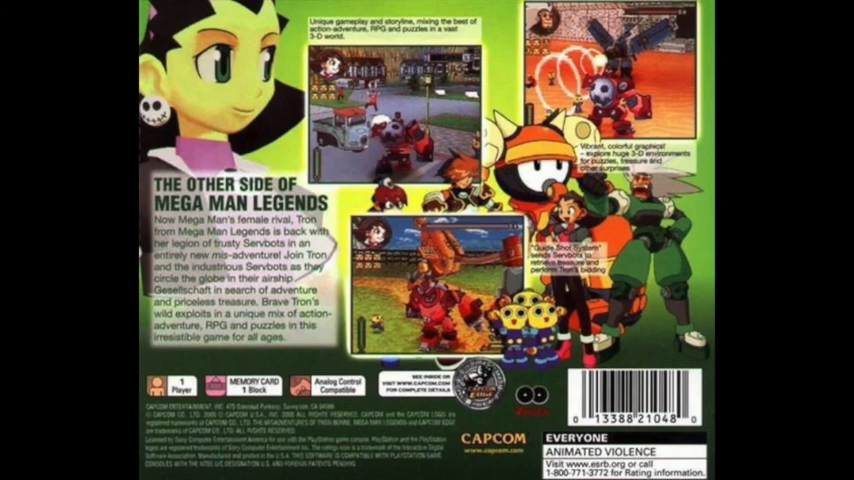 Unique gameplay and storyline, mixing the best of
action-adventure, RPG and puzzles in a vast
3-D world.
Vibrant, colorful graphics!
– explore huge 3-D environments
for puzzles, treasure and
other surprises
THE OTHER SIDE OF
MEGA MAN LEGENDS
Now Mega Man's female rival, Tron
from Mega Man Legends is back with
her legion of trusty Servbots in an
entirely new mis-adventure! Join Tron
and the industrious Servbots as they
circle the globe in their airship
Gesellschaft in search of adventure
and priceless treasure. Brave Tron's
wild exploits in a unique mix of action-
adventure, RPG and puzzles in this
irresistible game for all ages.
"Guide Shot System"
sends Servbots to
retrieve treasure and
perform Tron's bidding
1
Player
MEMORY CARD
1 Block
Analog Control
Compatible
SEE INSIDE OR
VISIT WWW.CAPCOM.COM
FOR COMPLETE DETAILS
CAPCOM
EDGE
CAPCOM ENTERTAINMENT, INC. 475
CAPCOM
www.capcom.com
0 13388 21048 0
EVERYONE
ANIMATED VIOLENCE
Visit www.esrb.org or call
1-800-771-3772 for Rating information.